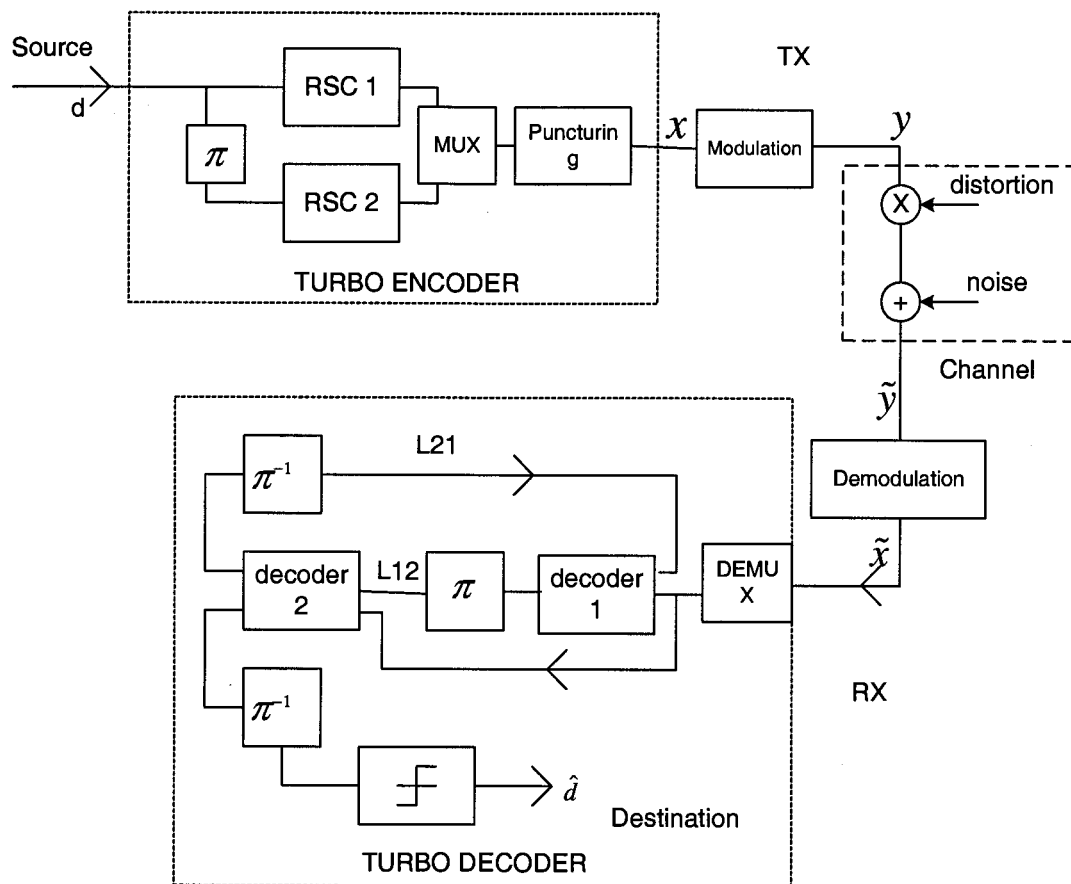 Source
TX
d
RSC 1
π
RSC 2
MUX
Puncturin
g
x
Modulation
y
X
distortion
+
noise
TURBO ENCODER
Channel
ỹ
Demodulation
x̃
L21
π⁻¹
decoder
2
L12
π
decoder
1
DEMU
X
RX
π⁻¹
d̂
Destination
TURBO DECODER